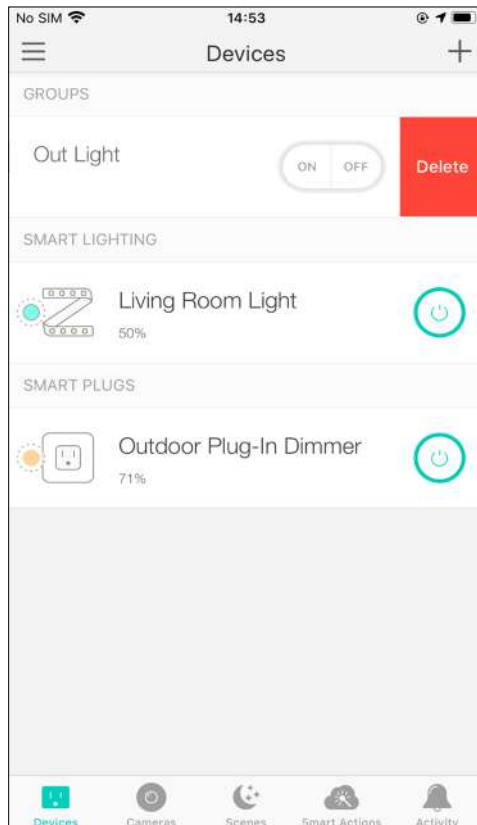 No SIM 14:53
Devices
GROUPS
Out Light
ON OFF
Delete
SMART LIGHTING
Living Room Light
50%
SMART PLUGS
Outdoor Plug-In Dimmer
71%
Devices Cameras Scenes Smart Actions Activity